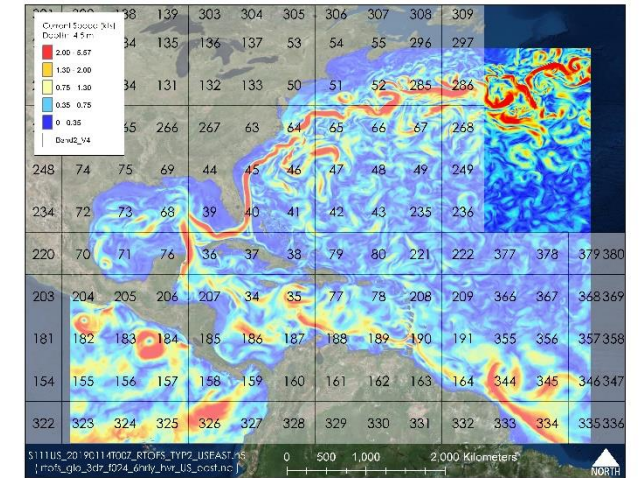 138 139 303 304 305 306 307 308 309
Current Speed (kts)
Depth: 4.5 m
2.00 - 5.57
1.30 - 2.00
0.75 - 1.30
0.35 - 0.75
0 - 0.35
Band2_V4
34 135 136 137 53 54 55 296 297
34 131 132 133 50 51 52 285 286
65 266 267 63 64 65 66 67 268
248 74 75 69 44 45 46 47 48 49 249
234 72 73 68 39 40 41 42 43 235 236
220 70 71 76 36 37 38 79 80 221 222 377 378 379 380
203 204 205 206 207 34 35 77 78 208 209 366 367 368 369
181 182 183 184 185 186 187 188 189 190 191 355 356 357 358
154 155 156 157 158 159 160 161 162 163 164 344 345 346 347
322 323 324 325 326 327 328 329 330 331 332 333 334 335 336
S111US_20190114T00Z_RTOFS_TYP2_USEAST.nc
( rtofs_glo_3dz_f024_6hrly_hvr_US_east.nc )
0 500 1,000 2,000 Kilometers
NORTH